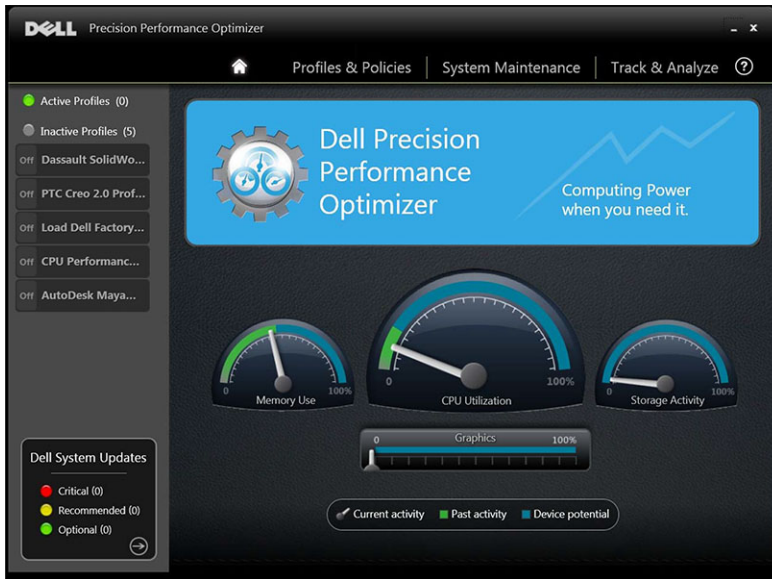 DELL Precision Performance Optimizer
Profiles & Policies System Maintenance Track & Analyze ?
Active Profiles (0)
Inactive Profiles (5)
Off Dassault SolidWo...
Off PTC Creo 2.0 Prof...
Off Load Dell Factory...
Off CPU Performanc...
Off AutoDesk Maya...
Dell Precision
Performance
Optimizer
Computing Power
when you need it.
0 100%
Memory Use
0 100%
CPU Utilization
0 100%
Storage Activity
0 Graphics 100%
Current activity Past activity Device potential
Dell System Updates
Critical (0)
Recommended (0)
Optional (0)